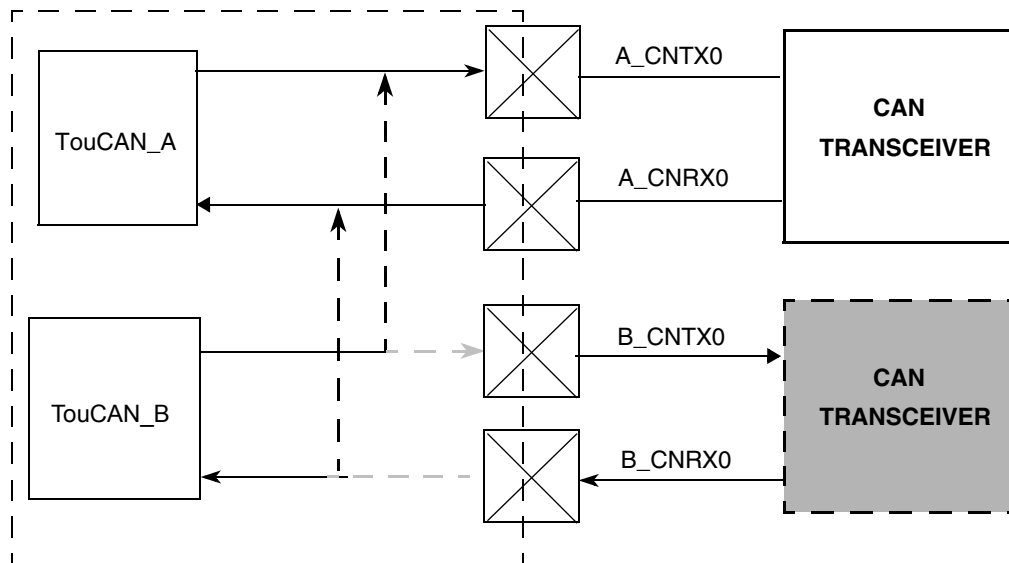 A_CNTX0
CAN
TRANSCEIVER
TouCAN_A
A_CNRX0
B_CNTX0
CAN
TRANSCEIVER
TouCAN_B
B_CNRX0